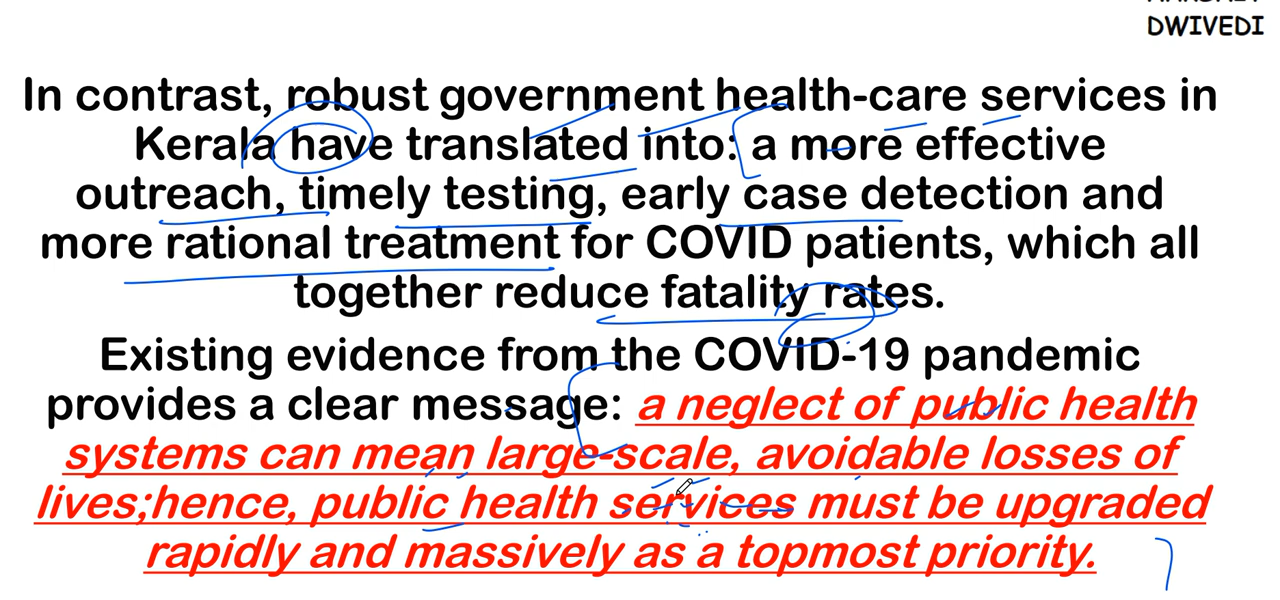 DWIVEDI
In contrast, robust government health-care services in
Kerala have translated into: a more effective
outreach, timely testing, early case detection and
more rational treatment for COVID patients, which all
together reduce fatality rates.
Existing evidence from the COVID-19 pandemic
provides a clear message: a neglect of public health
systems can mean large-scale, avoidable losses of
lives;hence, public health services must be upgraded
rapidly and massively as a topmost priority.